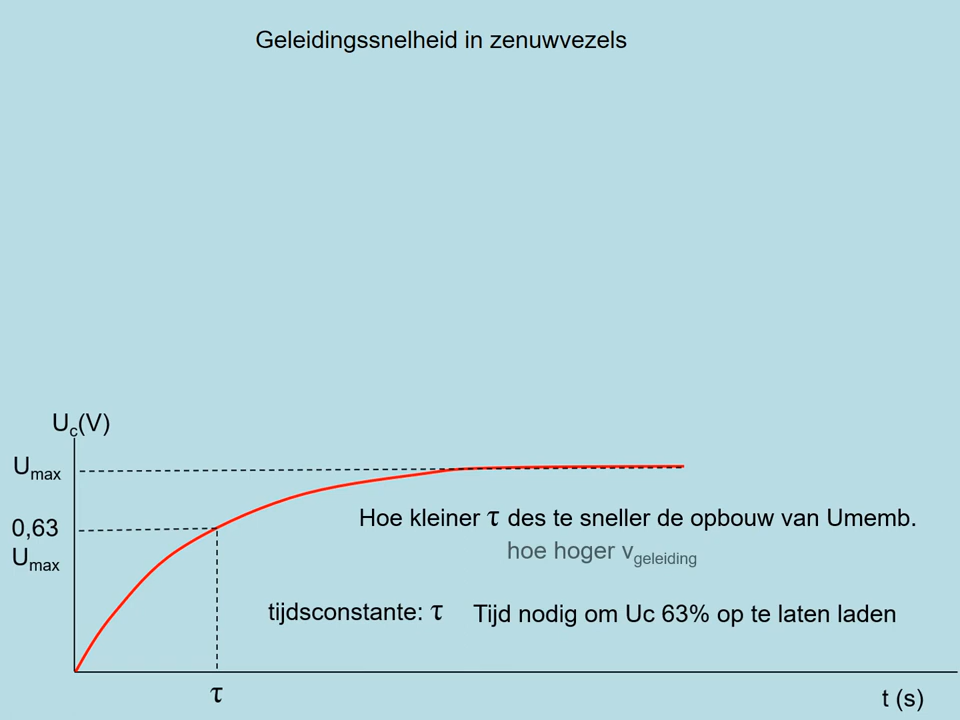 Geleidingssnelheid in zenuwvezels
Uc(V)
Umax
0,63
Umax
Hoe kleiner τ des te sneller de opbouw van Umemb.
hoe hoger vgeleiding
tijdsconstante: τ Tijd nodig om Uc 63% op te laten laden
τ
t (s)